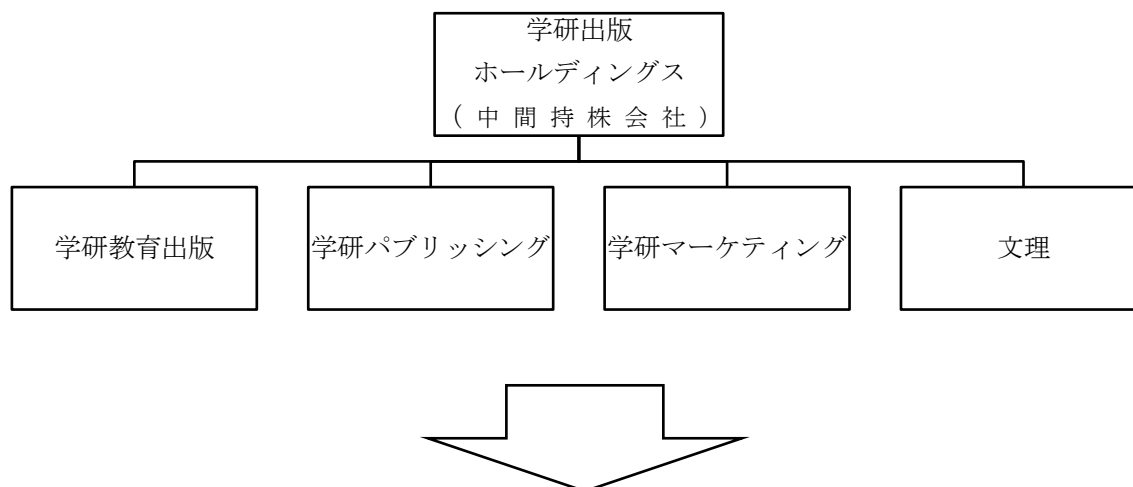 学研出版
ホールディングス
(中間持株会社)
学研教育出版
学研パブリッシング
学研マーケティング
文理